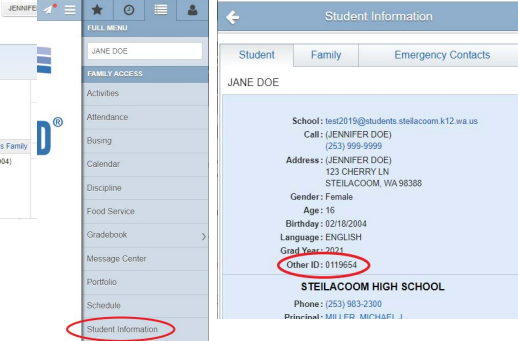 JENNIFE
s Family
04)
D®
FULL MENU
JANE DOE
FAMILY ACCESS
Activities
Attendance
Busing
Calendar
Discipline
Food Service
Gradebook
Message Center
Portfolio
Schedule
Student Information
Student Information
Student Family Emergency Contacts
JANE DOE
School: test2019@students.steilacoom.k12.wa.us
Call: (JENNIFER DOE)
(253) 999-9999
Address: (JENNIFER DOE)
123 CHERRY LN
STEILACOOM, WA 98388
Gender: Female
Age: 16
Birthday: 02/18/2004
Language: ENGLISH
Grad Year: 2021
Other ID: 0119654
STEILACOOM HIGH SCHOOL
Phone: (253) 983-2300
Principal: MILLER, MICHAEL J